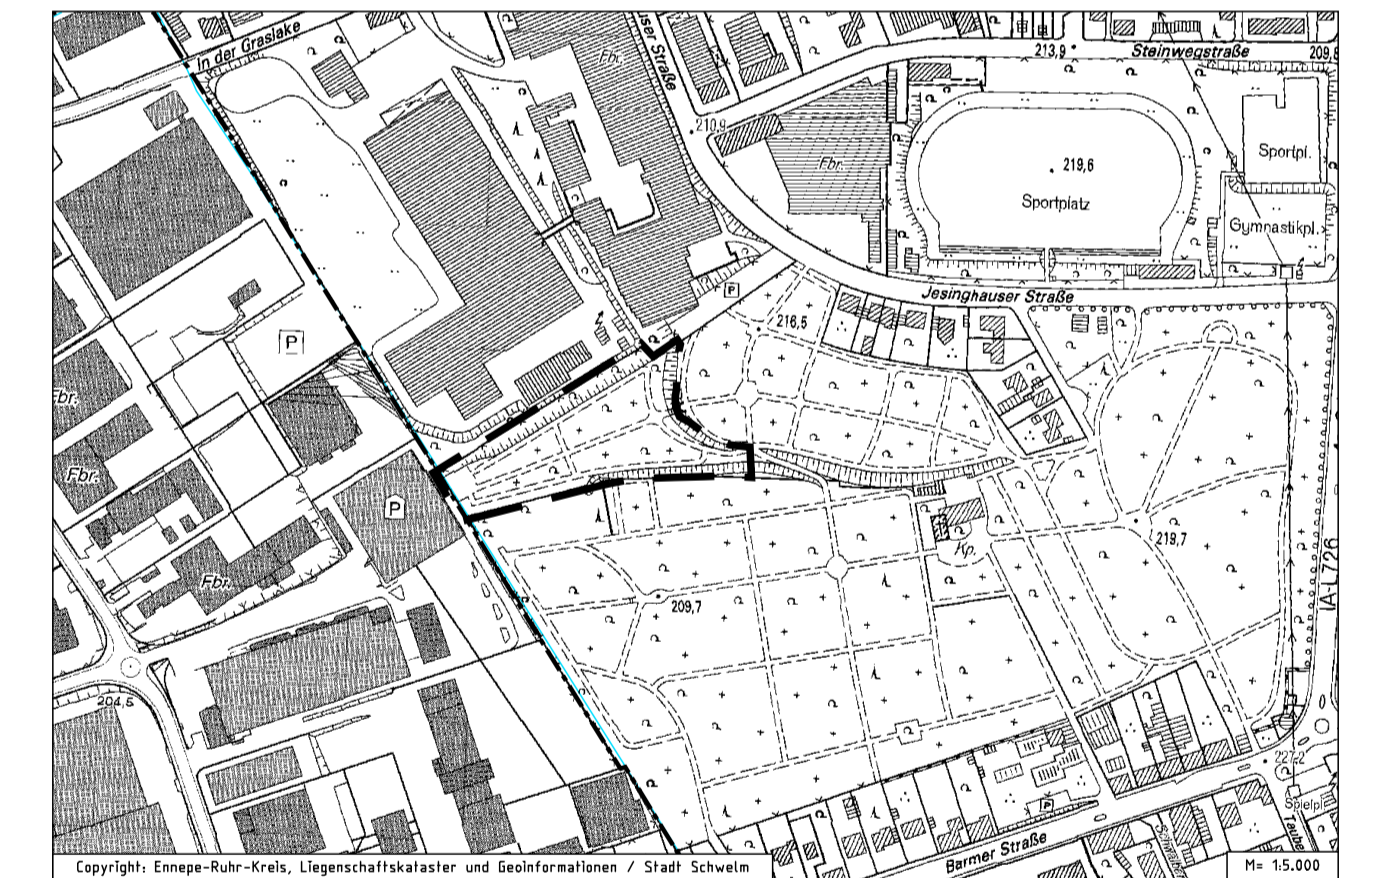 In der Graslake
user Straße
Fbr.
213,9
Steinwegstraße
209,8
210,9
Fbr.
219,6
Sportplatz
Sportpl.
Gymnastikpl.
P
Jesinghauser Straße
216,5
P
Fbr.
Fbr.
P
Kp.
219,7
Fbr.
209,7
IA-L 726
204,5
227,2
P
Spielpl
Taube
Barmer Straße
Copyright: Ennepe-Ruhr-Kreis, Liegenschaftskataster und Geoinformationen / Stadt Schwelm
M= 1:5.000